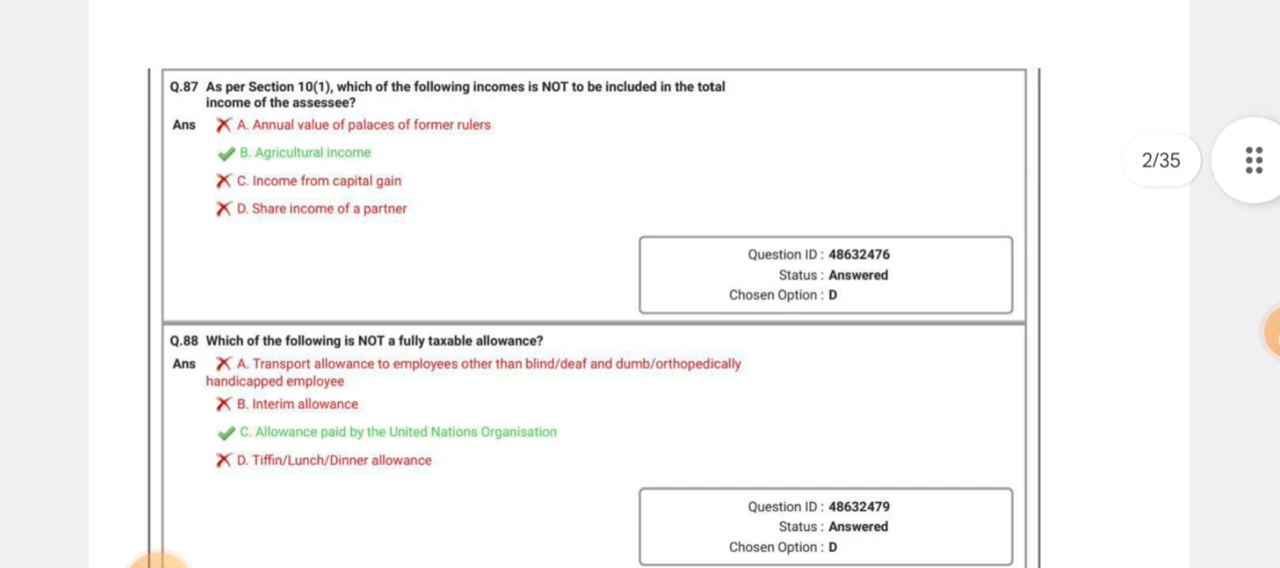 Q.87 As per Section 10(1), which of the following incomes is NOT to be included in the total
income of the assessee?
Ans A. Annual value of palaces of former rulers
B. Agricultural income
C. Income from capital gain
D. Share income of a partner
Question ID : 48632476
Status : Answered
Chosen Option : D
2/35
Q.88 Which of the following is NOT a fully taxable allowance?
Ans A. Transport allowance to employees other than blind/deaf and dumb/orthopedically
handicapped employee
B. Interim allowance
C. Allowance paid by the United Nations Organisation
D. Tiffin/Lunch/Dinner allowance
Question ID : 48632479
Status : Answered
Chosen Option : D